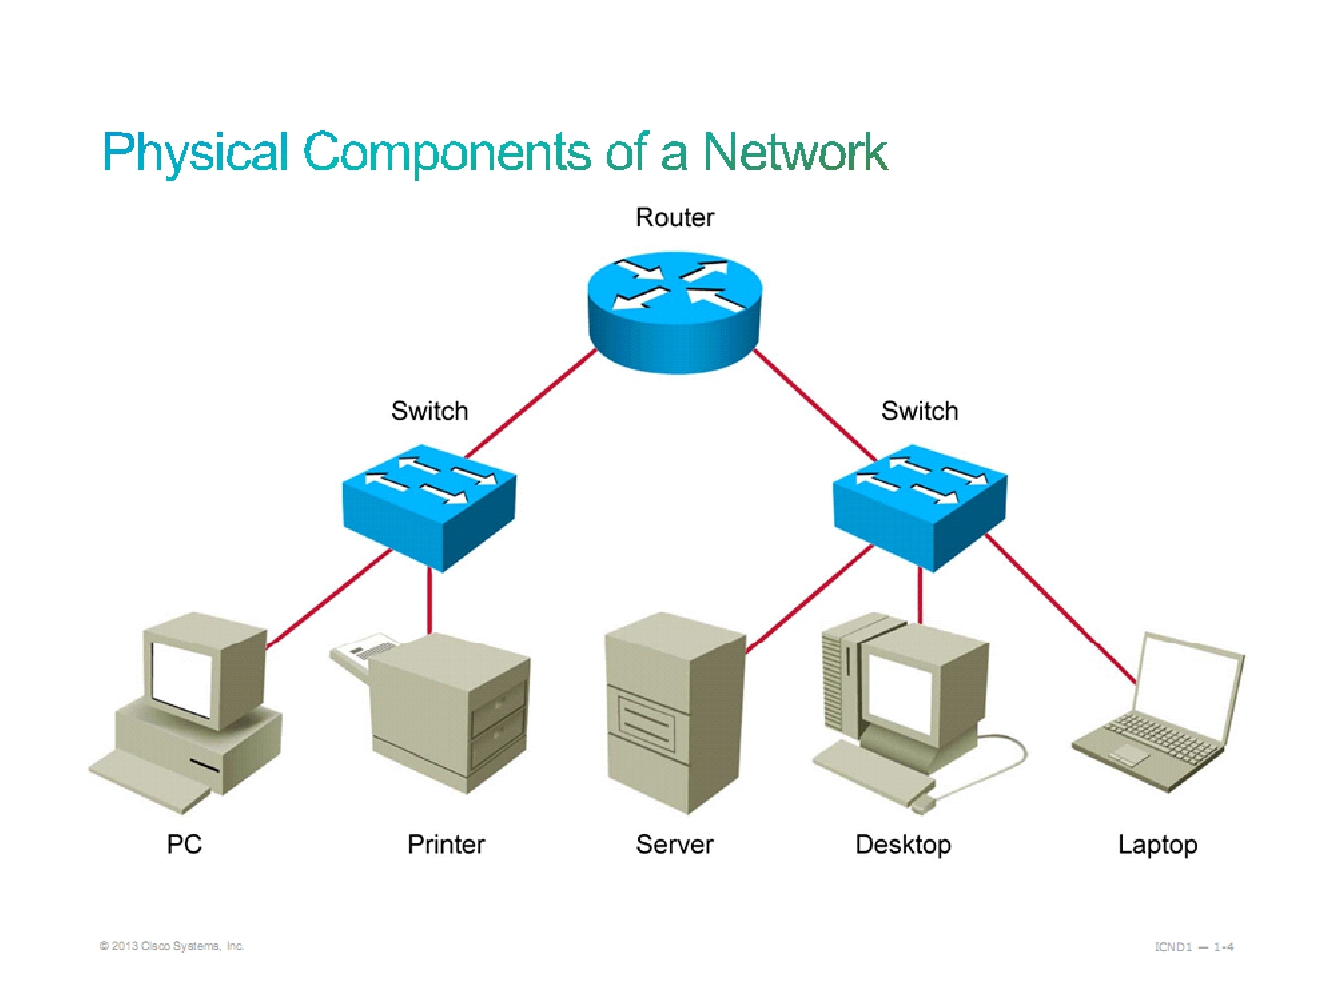 Physical Components of a Network
Router
Switch
Switch
PC
Printer
Server
Desktop
Laptop
© 2013 Cisco Systems, Inc.
ICND1 — 1-4